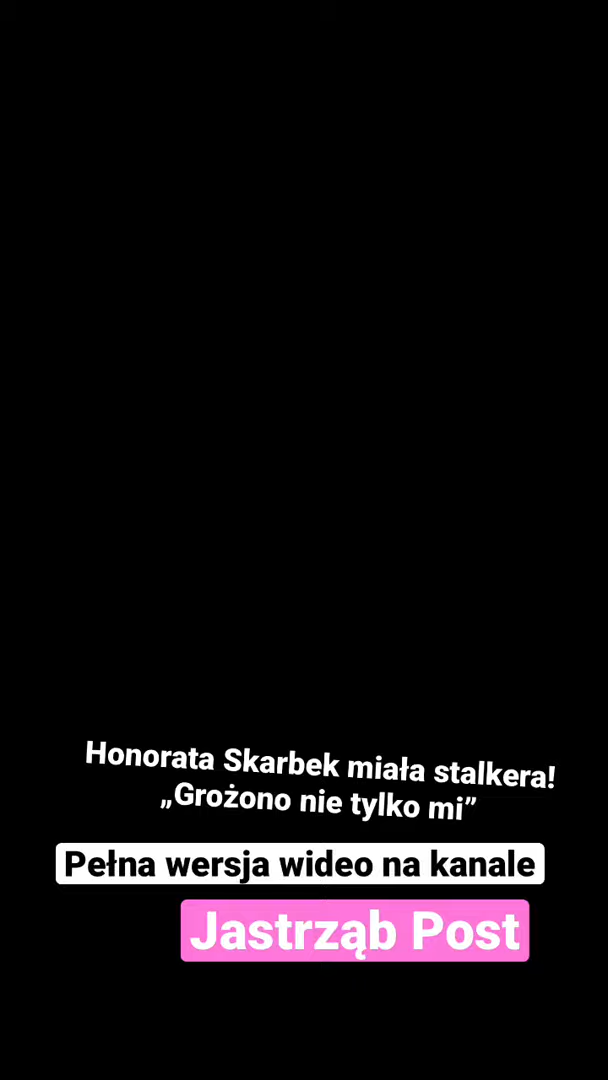 Honorata Skarbek miała stalkera!
„Grożono nie tylko mi”
Pełna wersja wideo na kanale
Jastrząb Post